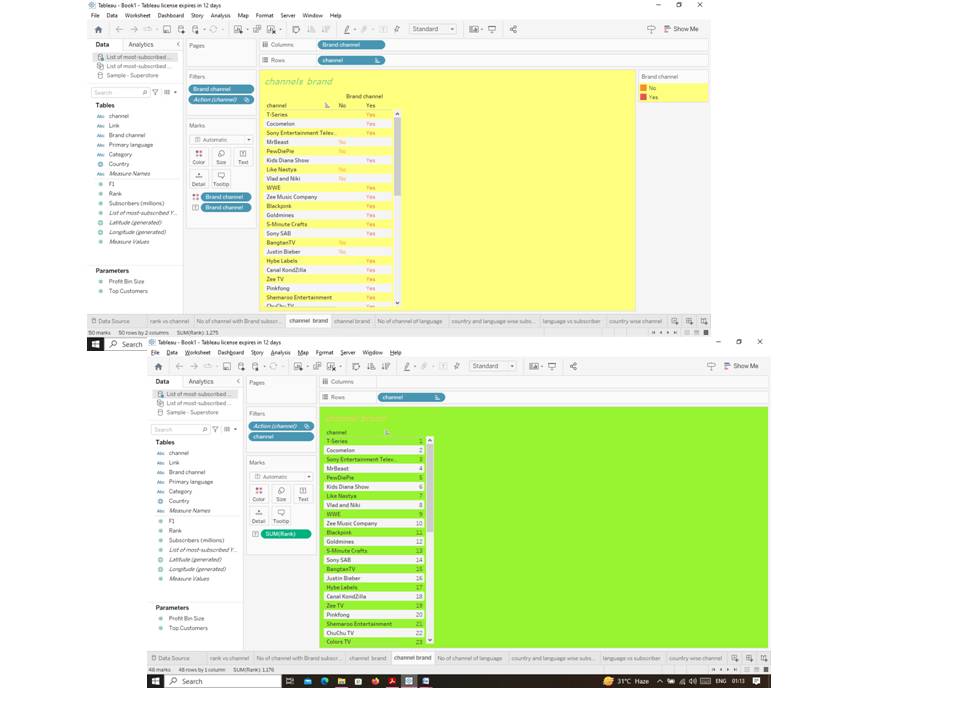 Tableau - Book1 - Tableau license expires in 12 days
File Data Worksheet Dashboard Story Analysis Map Format Server Window Help
Standard Show Me
Data Analytics
Pages
Columns Brand channel
Rows channel
List of most-subscribed ...
List of most-subscribed ...
Sample - Superstore
Search
Tables
Abc channel
Abc Link
Abc Brand channel
Abc Primary language
Abc Category
Country
Abc Measure Names
F1
Rank
Subscribers (millions)
List of most-subscribed Y...
Latitude (generated)
Longitude (generated)
Measure Values
Parameters
Profit Bin Size
Top Customers
Filters
Brand channel
Action (channel)
Marks
Automatic
Color Size Text
Detail Tooltip
Brand channel
Brand channel
channels brand
Brand channel
channel No Yes
T-Series Yes
Cocomelon Yes
Sony Entertainment Telev... Yes
MrBeast No
PewDiePie No
Kids Diana Show Yes
Like Nastya No
Vlad and Niki No
WWE Yes
Zee Music Company Yes
Blackpink Yes
Goldmines Yes
5-Minute Crafts Yes
Sony SAB Yes
BangtanTV No
Justin Bieber No
Hybe Labels Yes
Canal KondZilla Yes
Zee TV Yes
Pinkfong Yes
Shemaroo Entertainment Yes
ChuChu TV Yes
Brand channel
No
Yes
Data Source rank vs channel No of channel with Brand subscr... channel brand channel brand No of channel of language country and language wise subs... language vs subscriber country wise channel
50 marks 50 rows by 2 columns SUM(Rank): 1,275
Search
Tableau - Book1 - Tableau license expires in 12 days
File Data Worksheet Dashboard Story Analysis Map Format Server Window Help
Standard Show Me
Data Analytics
Pages
Columns
Rows channel
List of most-subscribed ...
List of most-subscribed ...
Sample - Superstore
Search
Tables
Abc channel
Abc Link
Abc Brand channel
Abc Primary language
Abc Category
Country
Abc Measure Names
F1
Rank
Subscribers (millions)
List of most-subscribed Y...
Latitude (generated)
Longitude (generated)
Measure Values
Parameters
Profit Bin Size
Top Customers
Filters
Action (channel)
channel
Marks
Automatic
Color Size Text
Detail Tooltip
SUM(Rank)
channel brand
channel
T-Series 1
Cocomelon 2
Sony Entertainment Telev... 3
MrBeast 4
PewDiePie 5
Kids Diana Show 6
Like Nastya 7
Vlad and Niki 8
WWE 9
Zee Music Company 10
Blackpink 11
Goldmines 12
5-Minute Crafts 13
Sony SAB 14
BangtanTV 15
Justin Bieber 16
Hybe Labels 17
Canal KondZilla 18
Zee TV 19
Pinkfong 20
Shemaroo Entertainment 21
ChuChu TV 22
Colors TV 23
Data Source rank vs channel No of channel with Brand subscr... channel brand channel brand No of channel of language country and language wise subs... language vs subscriber country wise channel
48 marks 48 rows by 1 column SUM(Rank): 1,176
Search 31°C Haze ENG 01:13